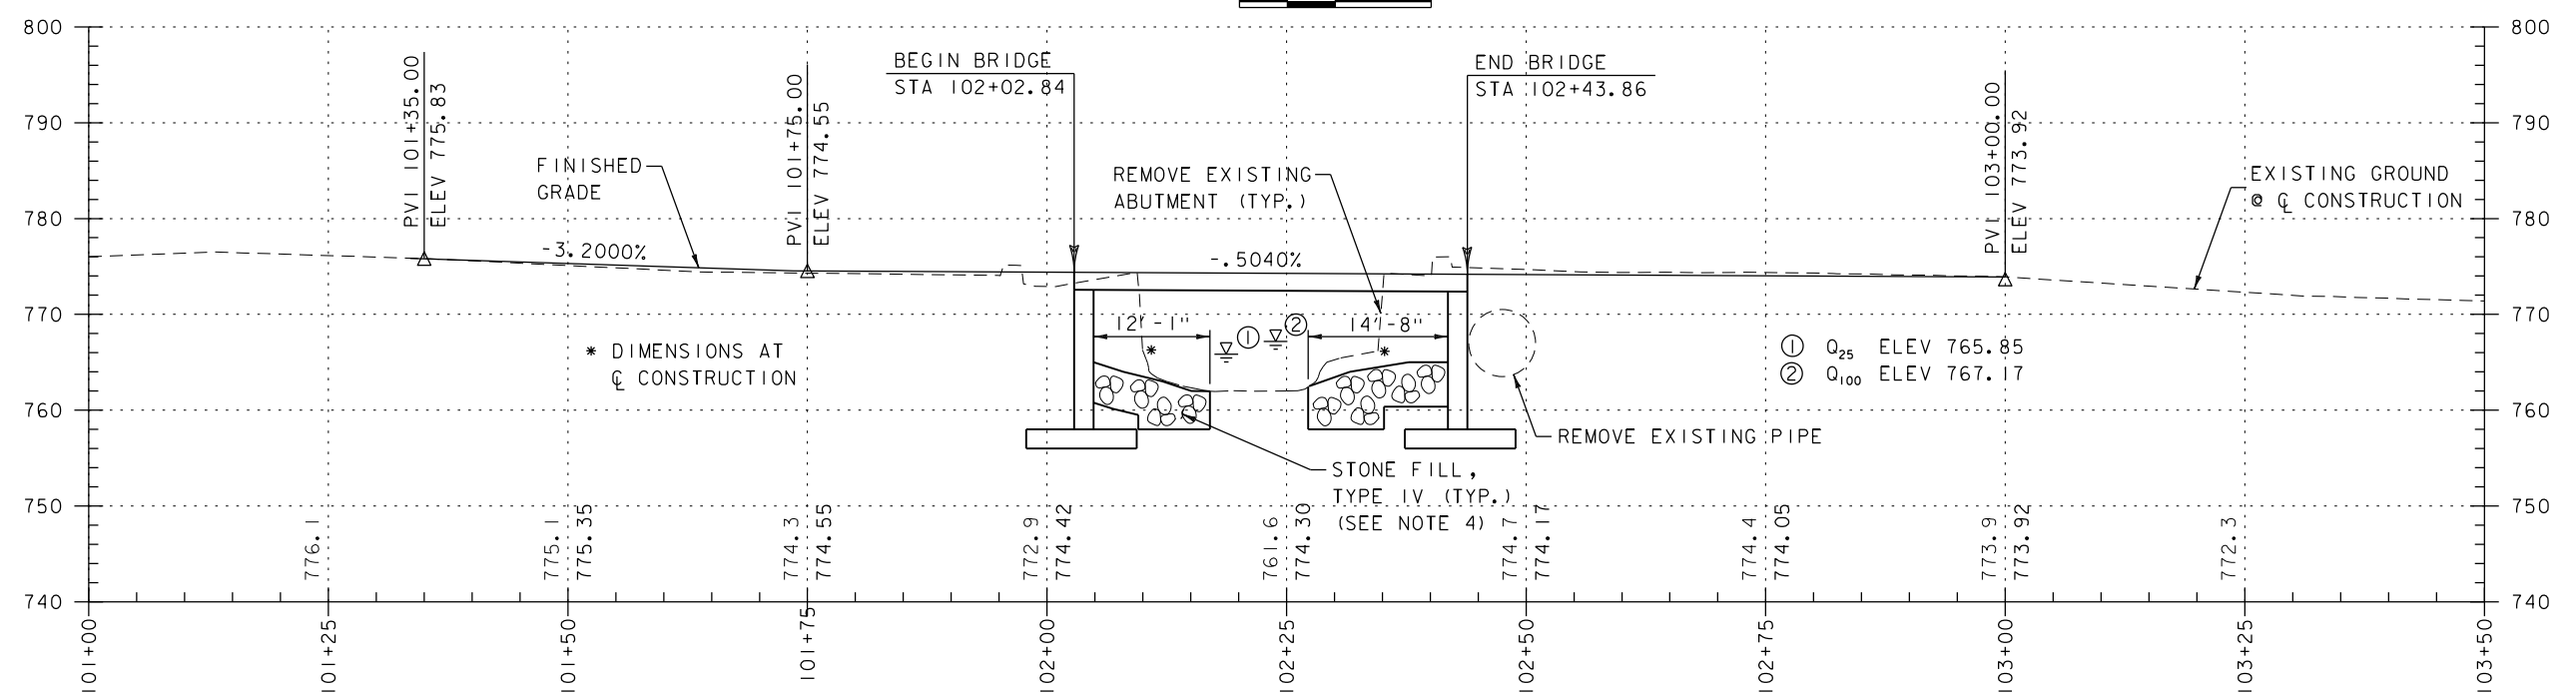 800
790
780
770
760
750
740
PVI 101+35.00
ELEV 775.83
FINISHED
GRADE
-3.2000%
PVI 101+75.00
ELEV 774.55
BEGIN BRIDGE
STA 102+02.84
REMOVE EXISTING
ABUTMENT (TYP.)
-.5040%
END BRIDGE
STA 102+43.86
PVI 103+00.00
ELEV 773.92
EXISTING GROUND
@ ℄ CONSTRUCTION
* DIMENSIONS AT
℄ CONSTRUCTION
12'-1"
*
1
2
14'-8"
*
1 Q25 ELEV 765.85
2 Q100 ELEV 767.17
REMOVE EXISTING PIPE
STONE FILL,
TYPE IV (TYP.)
(SEE NOTE 4)
800
790
780
770
760
750
740
776.1
775.1
775.35
774.3
774.55
772.9
774.42
761.6
774.30
774.7
774.17
774.4
774.05
773.9
773.92
772.3
101+00
101+25
101+50
101+75
102+00
102+25
102+50
102+75
103+00
103+25
103+50